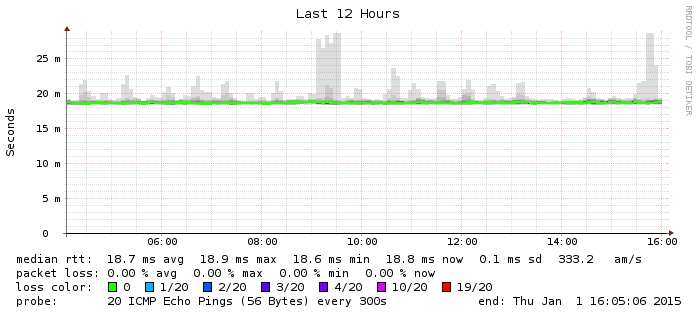 Last 12 Hours
RRDTOOL / TOBI OETIKER
Seconds
25 m
20 m
15 m
10 m
5 m
0
06:00 08:00 10:00 12:00 14:00 16:00
median rtt: 18.7 ms avg 18.9 ms max 18.6 ms min 18.8 ms now 0.1 ms sd 333.2 am/s
packet loss: 0.00 % avg 0.00 % max 0.00 % min 0.00 % now
loss color: 0 1/20 2/20 3/20 4/20 10/20 19/20
probe: 20 ICMP Echo Pings (56 Bytes) every 300s end: Thu Jan 1 16:05:06 2015